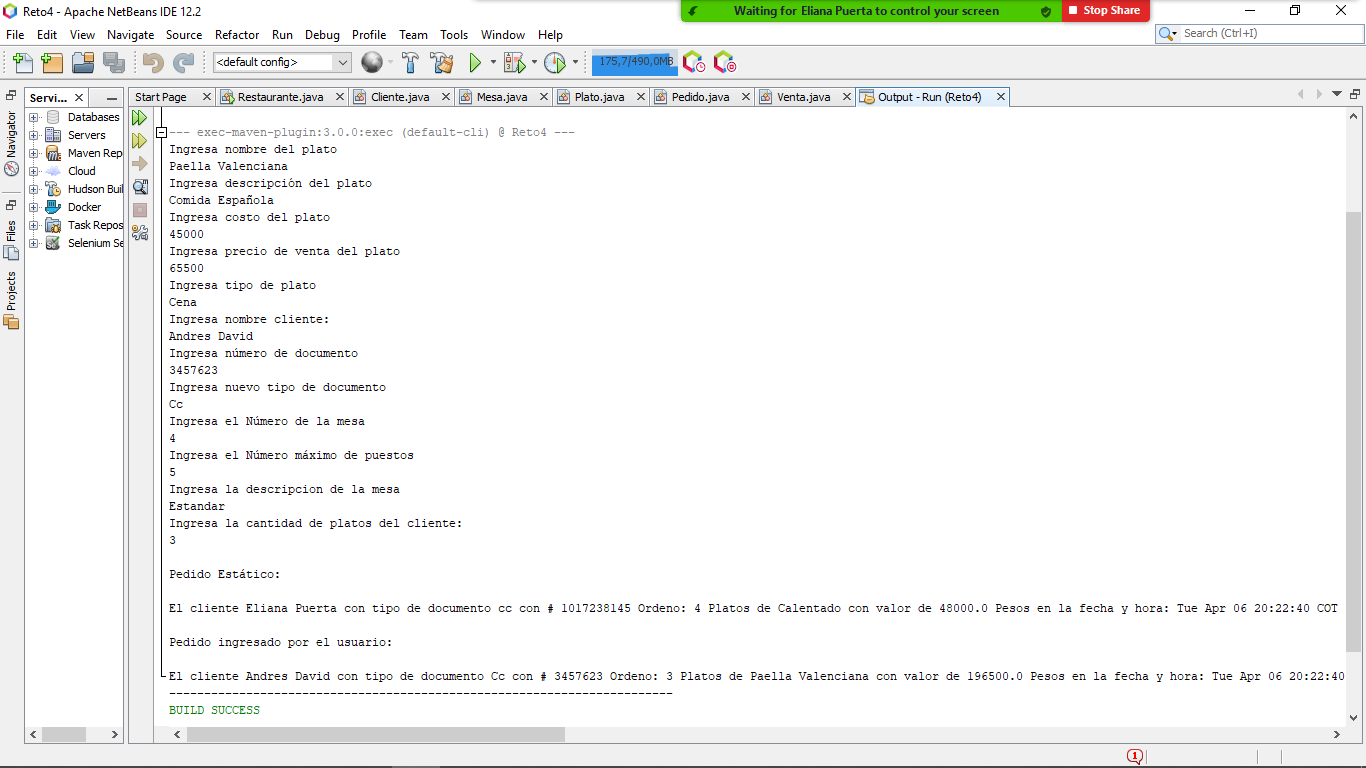 Reto4 - Apache NetBeans IDE 12.2
Waiting for Eliana Puerta to control your screen
Stop Share
File Edit View Navigate Source Refactor Run Debug Profile Team Tools Window Help
Search (Ctrl+I)
<default config>
175,7/490,0MB
Servi...
Start Page
Restaurante.java
Cliente.java
Mesa.java
Plato.java
Pedido.java
Venta.java
Output - Run (Reto4)
Navigator
Files
Projects
Databases
Servers
Maven Rep
Cloud
Hudson Buil
Docker
Task Repos
Selenium Se
--- exec-maven-plugin:3.0.0:exec (default-cli) @ Reto4 ---
Ingresa nombre del plato
Paella Valenciana
Ingresa descripción del plato
Comida Española
Ingresa costo del plato
45000
Ingresa precio de venta del plato
65500
Ingresa tipo de plato
Cena
Ingresa nombre cliente:
Andres David
Ingresa número de documento
3457623
Ingresa nuevo tipo de documento
Cc
Ingresa el Número de la mesa
4
Ingresa el Número máximo de puestos
5
Ingresa la descripcion de la mesa
Estandar
Ingresa la cantidad de platos del cliente:
3
Pedido Estático:
El cliente Eliana Puerta con tipo de documento cc con # 1017238145 Ordeno: 4 Platos de Calentado con valor de 48000.0 Pesos en la fecha y hora: Tue Apr 06 20:22:40 COT
Pedido ingresado por el usuario:
El cliente Andres David con tipo de documento Cc con # 3457623 Ordeno: 3 Platos de Paella Valenciana con valor de 196500.0 Pesos en la fecha y hora: Tue Apr 06 20:22:40
------------------------------------------------------------------------
BUILD SUCCESS
1